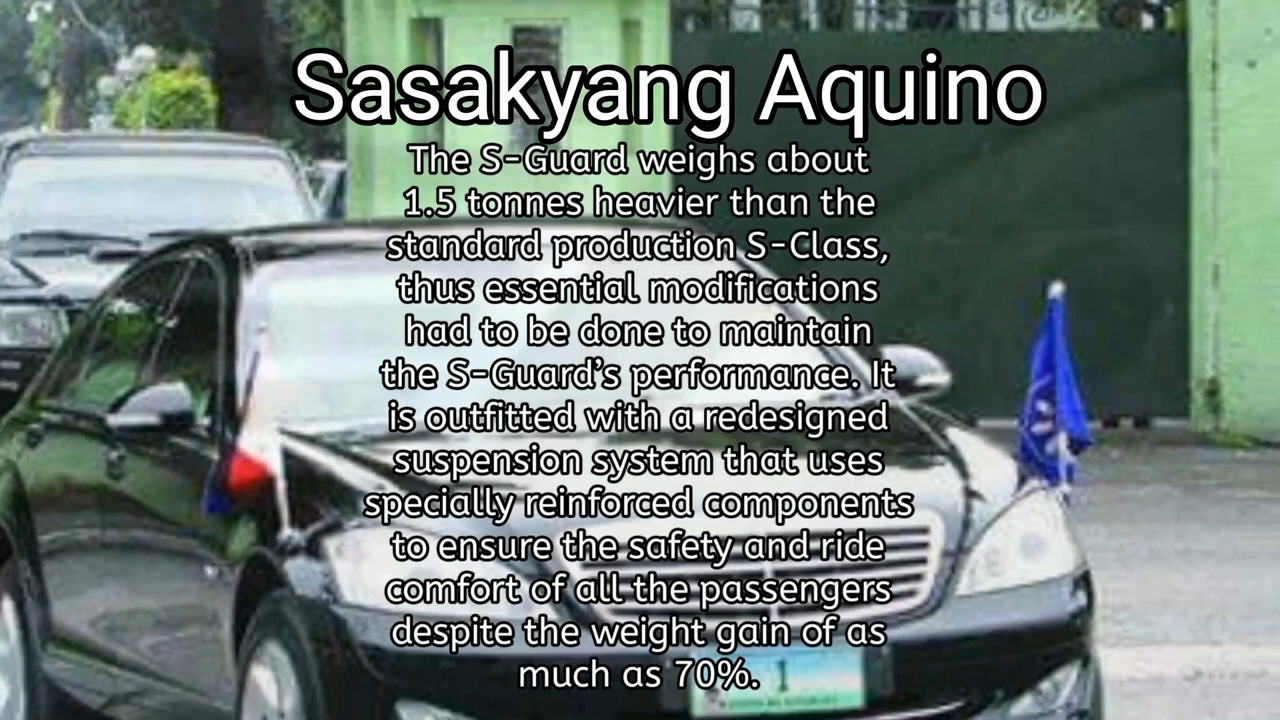 Sasakyang Aquino
The S-Guard weighs about
1.5 tonnes heavier than the
standard production S-Class,
thus essential modifications
had to be done to maintain
the S-Guard's performance. It
is outfitted with a redesigned
suspension system that uses
specially reinforced components
to ensure the safety and ride
comfort of all the passengers
despite the weight gain of as
much as 70%.
1